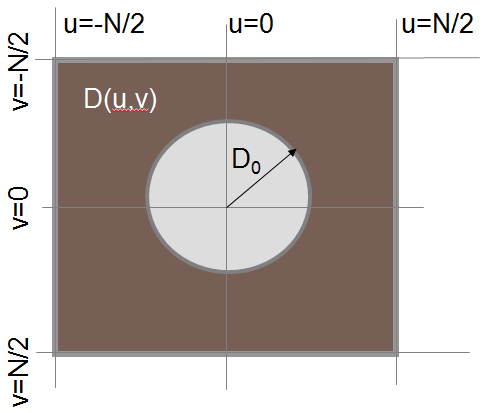 u=-N/2
u=0
u=N/2
v=-N/2
D(u,v)
D₀
v=0
v=N/2